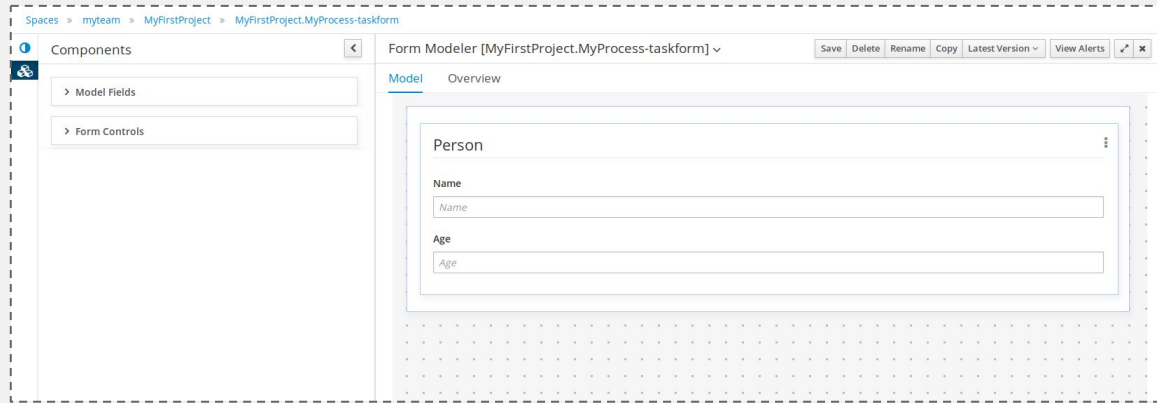 Spaces » myteam » MyFirstProject » MyFirstProject.MyProcess-taskform
Components
Model Fields
Form Controls
Form Modeler [MyFirstProject.MyProcess-taskform]
Save Delete Rename Copy Latest Version View Alerts
Model Overview
Person
Name
Name
Age
Age